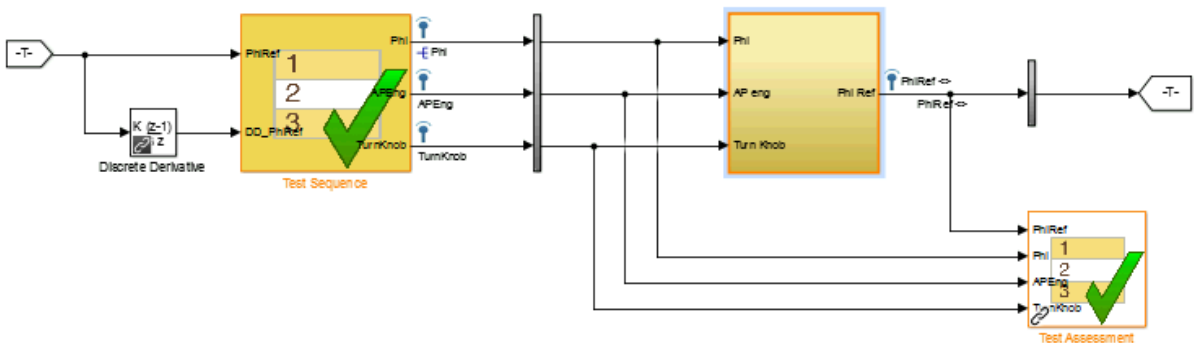 -T-
PhiRef
DD_PhiRef
1
2
3
Phi
APEng
TurnKnob
Test Sequence
K (z-1)
z
Discrete Derivative
Phi
APEng
TurnKnob
Phi
AP eng
Turn Knob
Phi Ref
PhiRef <>
PhiRef<>
-T-
PhiRef
Phi
APEng
TurnKnob
1
2
3
Test Assessment